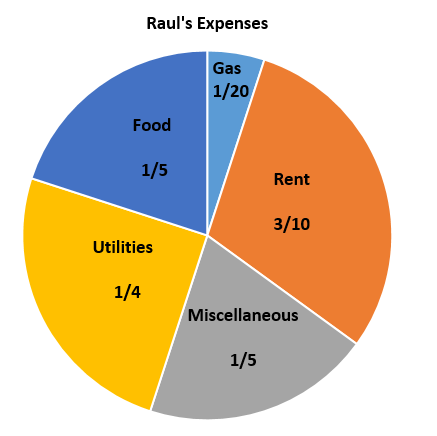 Raul's Expenses
Gas
1/20
Rent
3/10
Miscellaneous
1/5
Utilities
1/4
Food
1/5